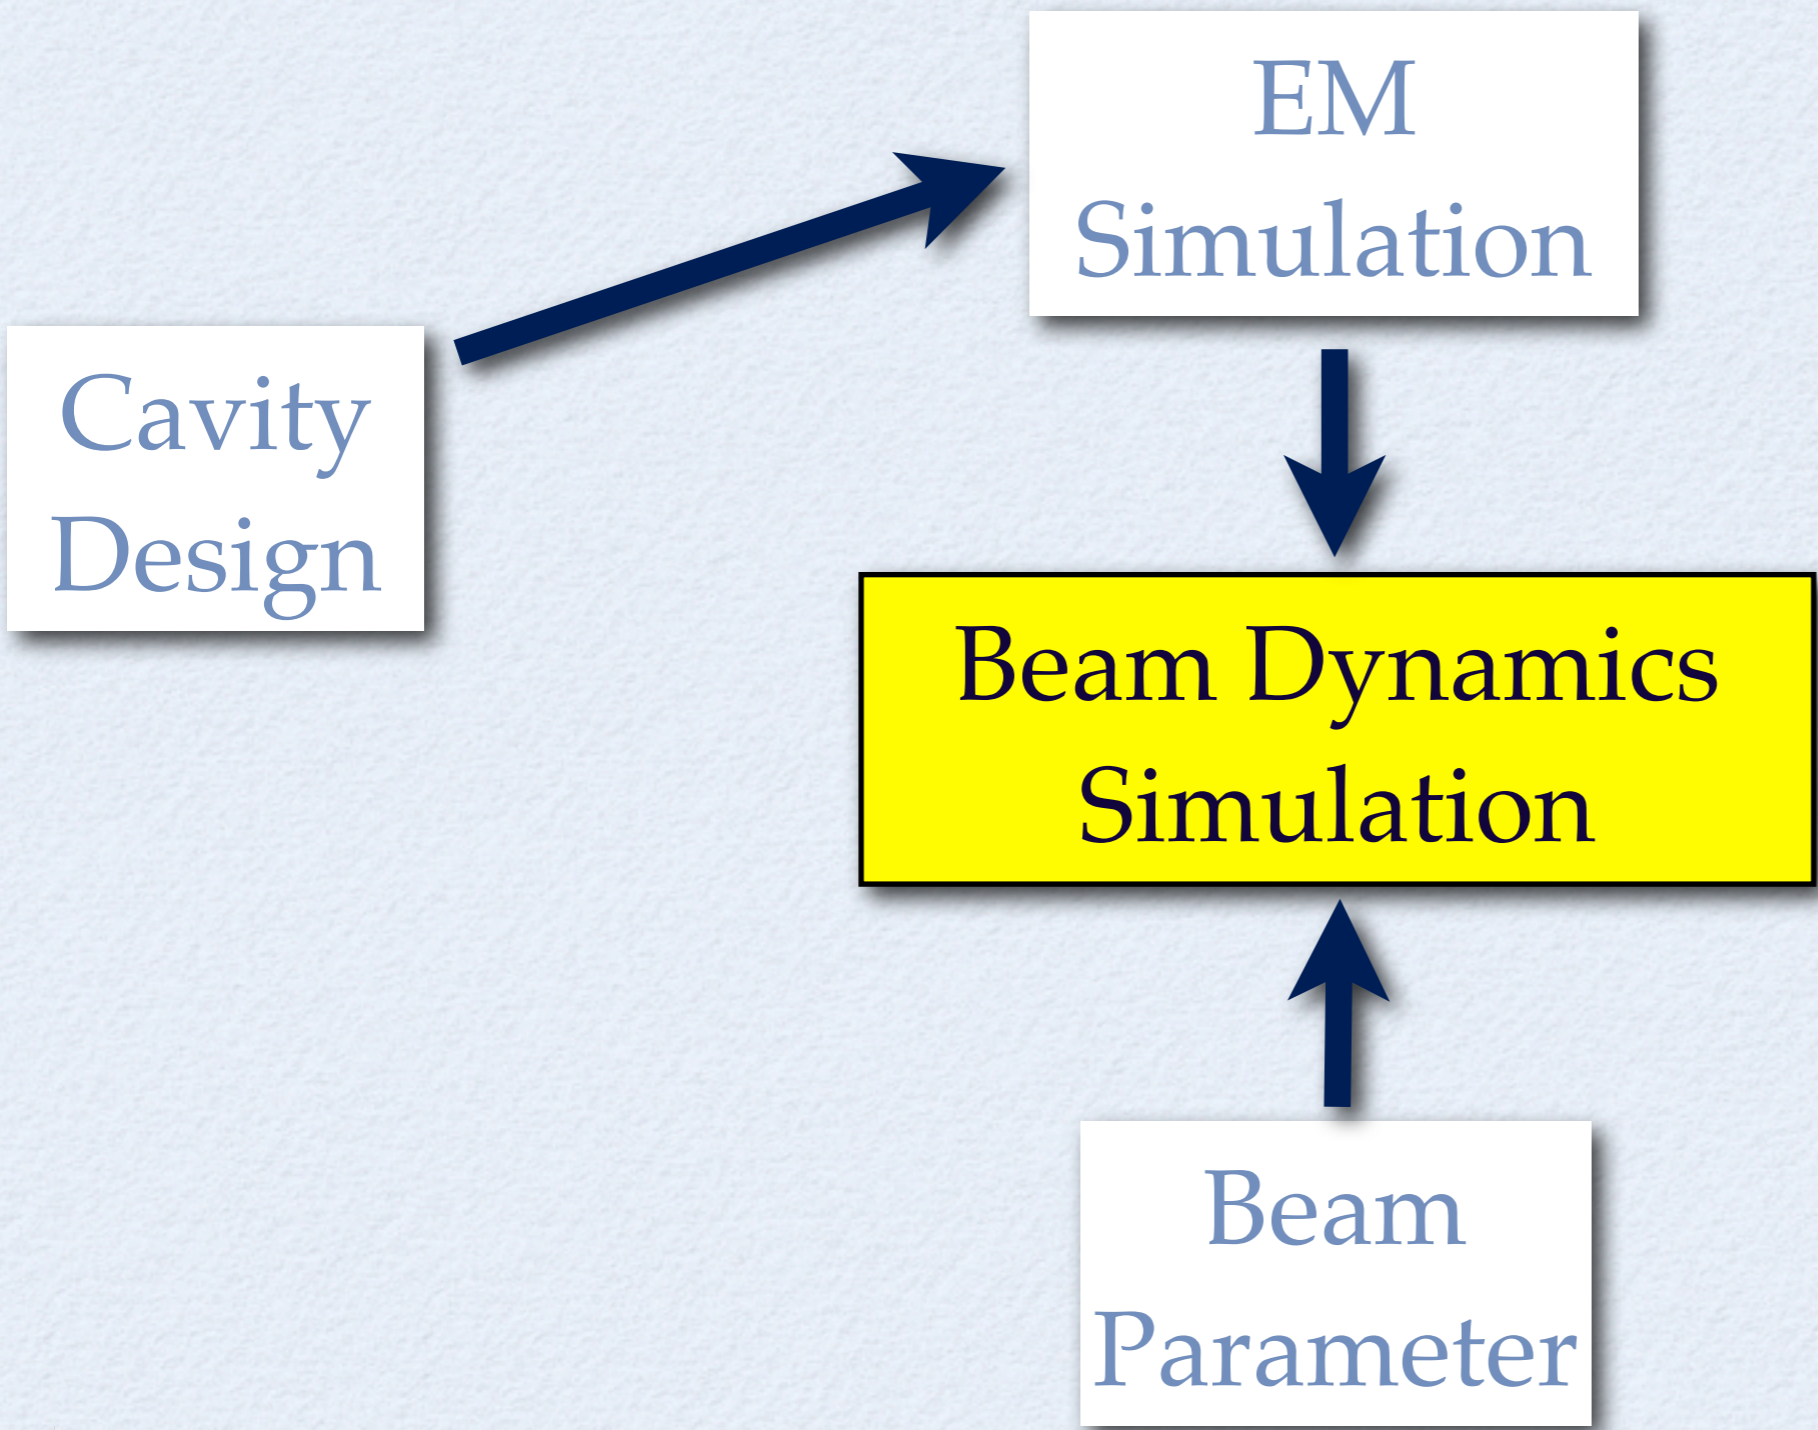 EM
Simulation
Cavity
Design
Beam Dynamics
Simulation
Beam
Parameter